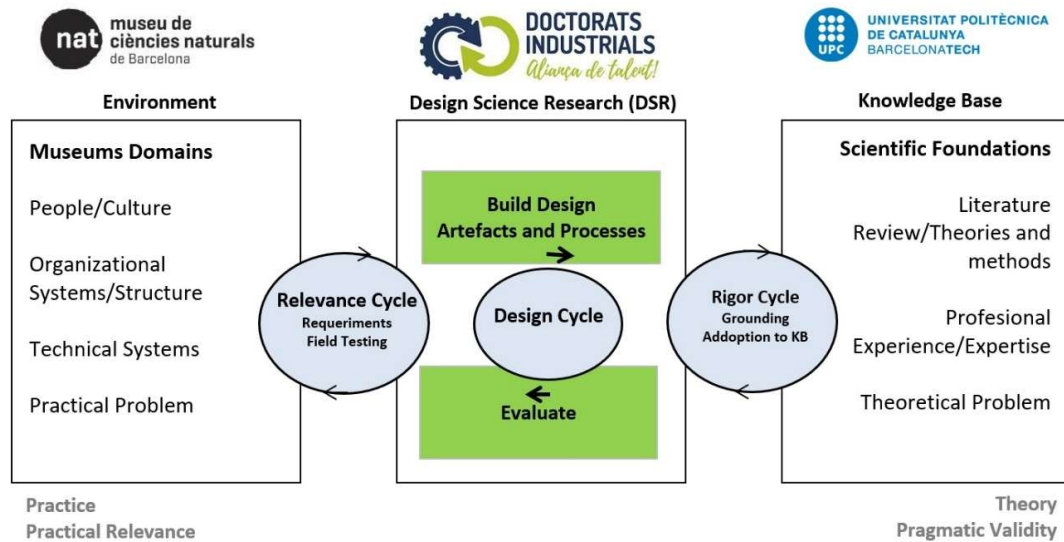 nat
museu de
ciències naturals
de Barcelona
DOCTORATS
INDUSTRIALS
Aliança de talent!
UPC
UNIVERSITAT POLITÈCNICA
DE CATALUNYA
BARCELONATECH
Environment
Design Science Research (DSR)
Knowledge Base
Museums Domains
People/Culture
Organizational
Systems/Structure
Technical Systems
Practical Problem
Relevance Cycle
Requeriments
Field Testing
Build Design
Artefacts and Processes
Design Cycle
Evaluate
Rigor Cycle
Grounding
Addoption to KB
Scientific Foundations
Literature
Review/Theories and
methods
Profesional
Experience/Expertise
Theoretical Problem
Practice
Practical Relevance
Theory
Pragmatic Validity